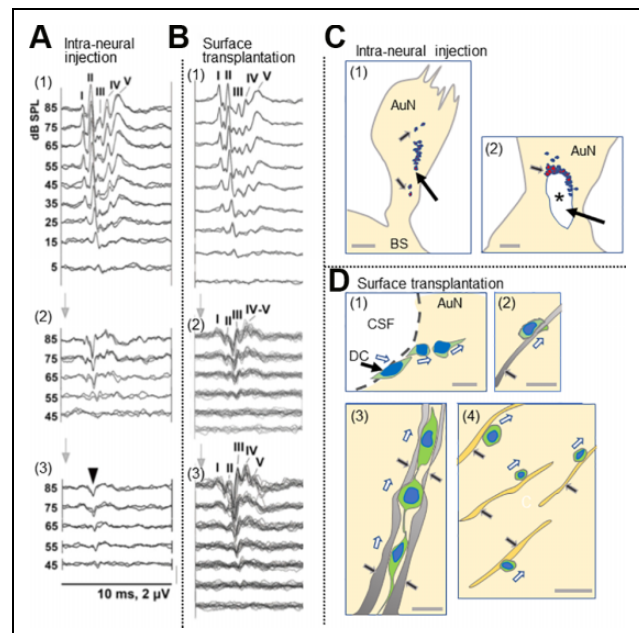 A
Intra-neural
injection
(1)
I
II
III
IV
V
dB SPL
85
75
65
55
45
35
25
15
5
(2)
85
75
65
55
45
(3)
85
75
65
55
45
10 ms, 2 µV
B
Surface
transplantation
(1)
I
II
III
IV
V
(2)
I
II
III
IV-V
(3)
I
II
III
IV
V
C
Intra-neural injection
(1)
AuN
BS
(2)
AuN
*
D
Surface transplantation
(1)
CSF
AuN
DC
(2)
(3)
(4)
C